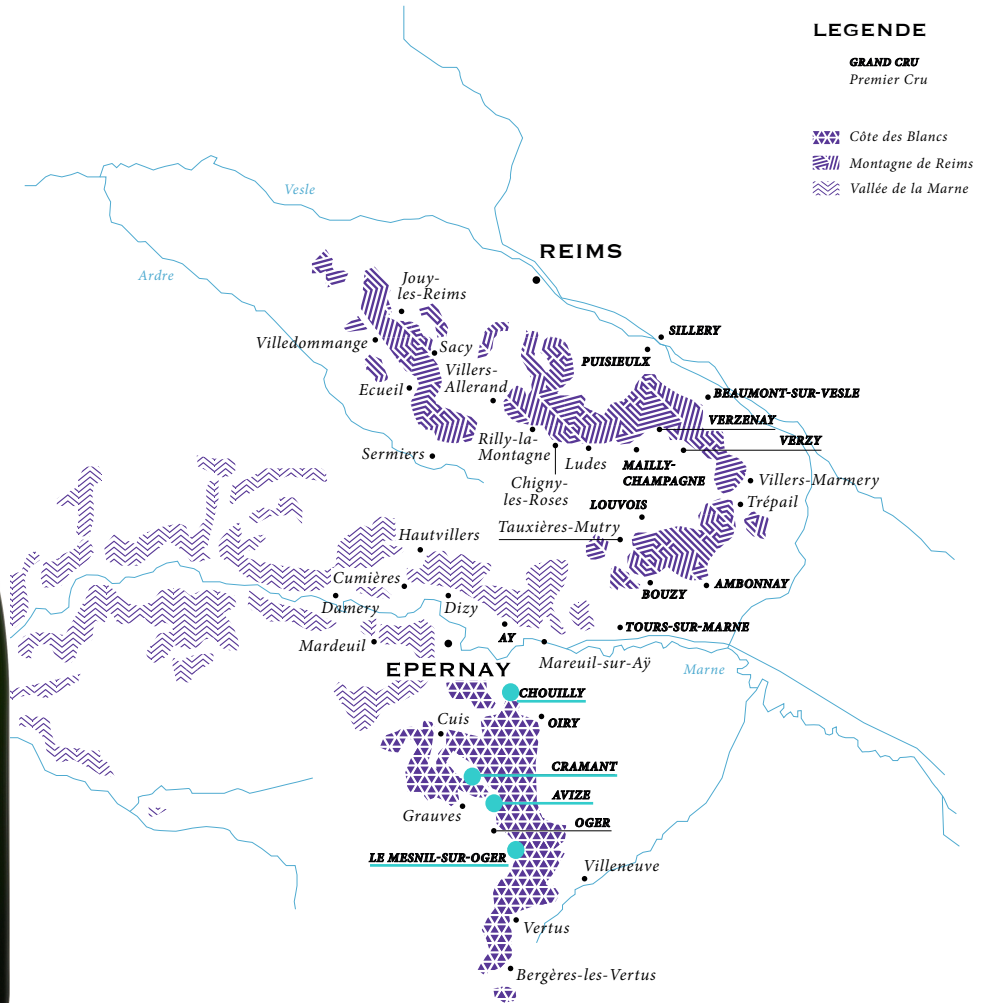 LEGENDE
GRAND CRU
Premier Cru
Côte des Blancs
Montagne de Reims
Vallée de la Marne
Vesle
REIMS
Ardre
Jouy-
les-Reims
SILLERY
Villedommange
Sacy
PUISIEULX
Villers-
Allerand
Ecueil
BEAUMONT-SUR-VESLE
VERZENAY
VERZY
Rilly-la-
Montagne
Sermiers
Ludes
MAILLY-
CHAMPAGNE
Villers-Marmery
Chigny-
les-Roses
Trépail
LOUVOIS
Tauxières-Mutry
Hautvillers
Cumières
AMBONNAY
BOUZY
Damery
Dizy
TOURS-SUR-MARNE
AY
Mardeuil
Mareuil-sur-Aÿ
Marne
EPERNAY
CHOUILLY
Cuis
OIRY
CRAMANT
AVIZE
Grauves
OGER
LE MESNIL-SUR-OGER
Villeneuve
Vertus
Bergères-les-Vertus